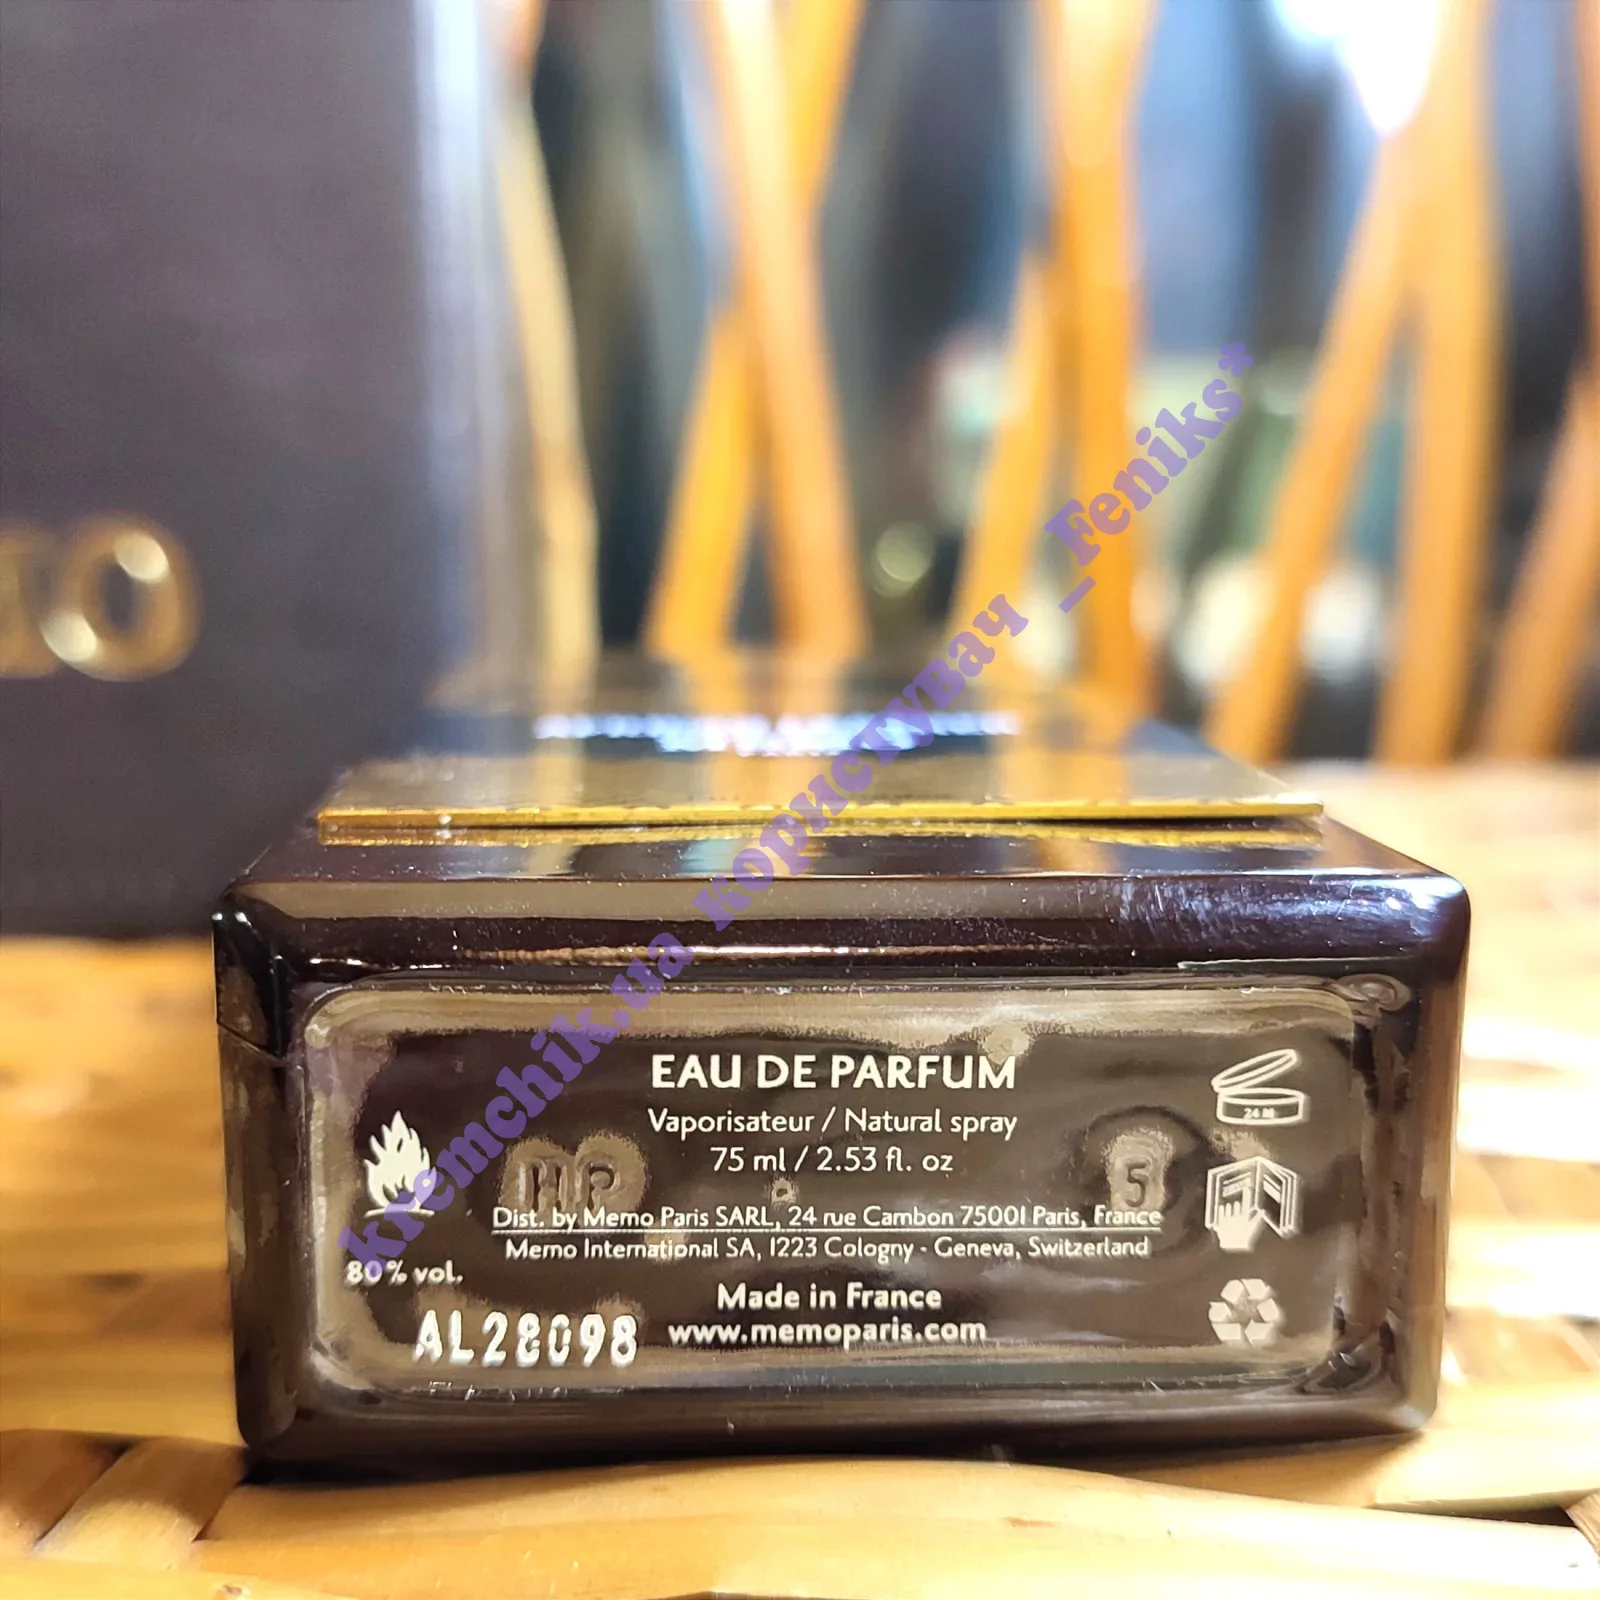 MO
kremchik.ua користувач _Feniks*
EAU DE PARFUM
Vaporisateur / Natural spray
75 ml / 2.53 fl. oz
24 M
HP
5
Dist. by Memo Paris SARL, 24 rue Cambon 75001 Paris, France
Memo International SA, 1223 Cologny - Geneva, Switzerland
80% vol.
Made in France
AL28098
www.memoparis.com